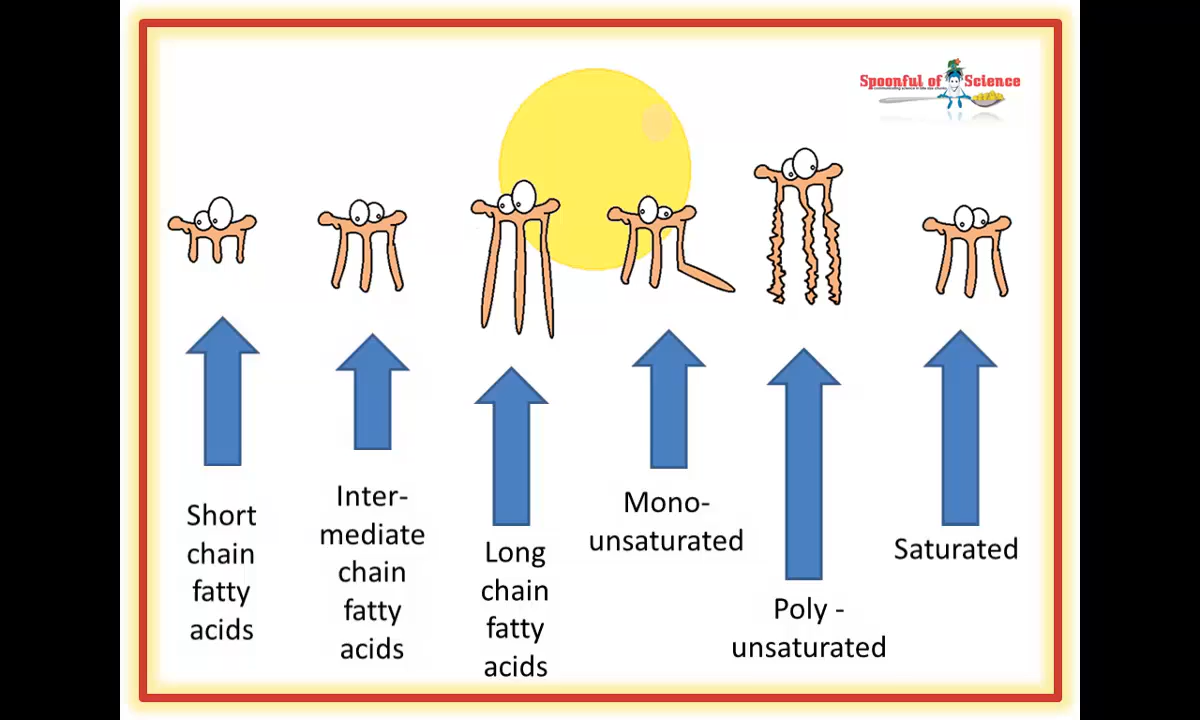 Spoonful of Science
Short
chain
fatty
acids
Inter-
mediate
chain
fatty
acids
Long
chain
fatty
acids
Mono-
unsaturated
Poly -
unsaturated
Saturated